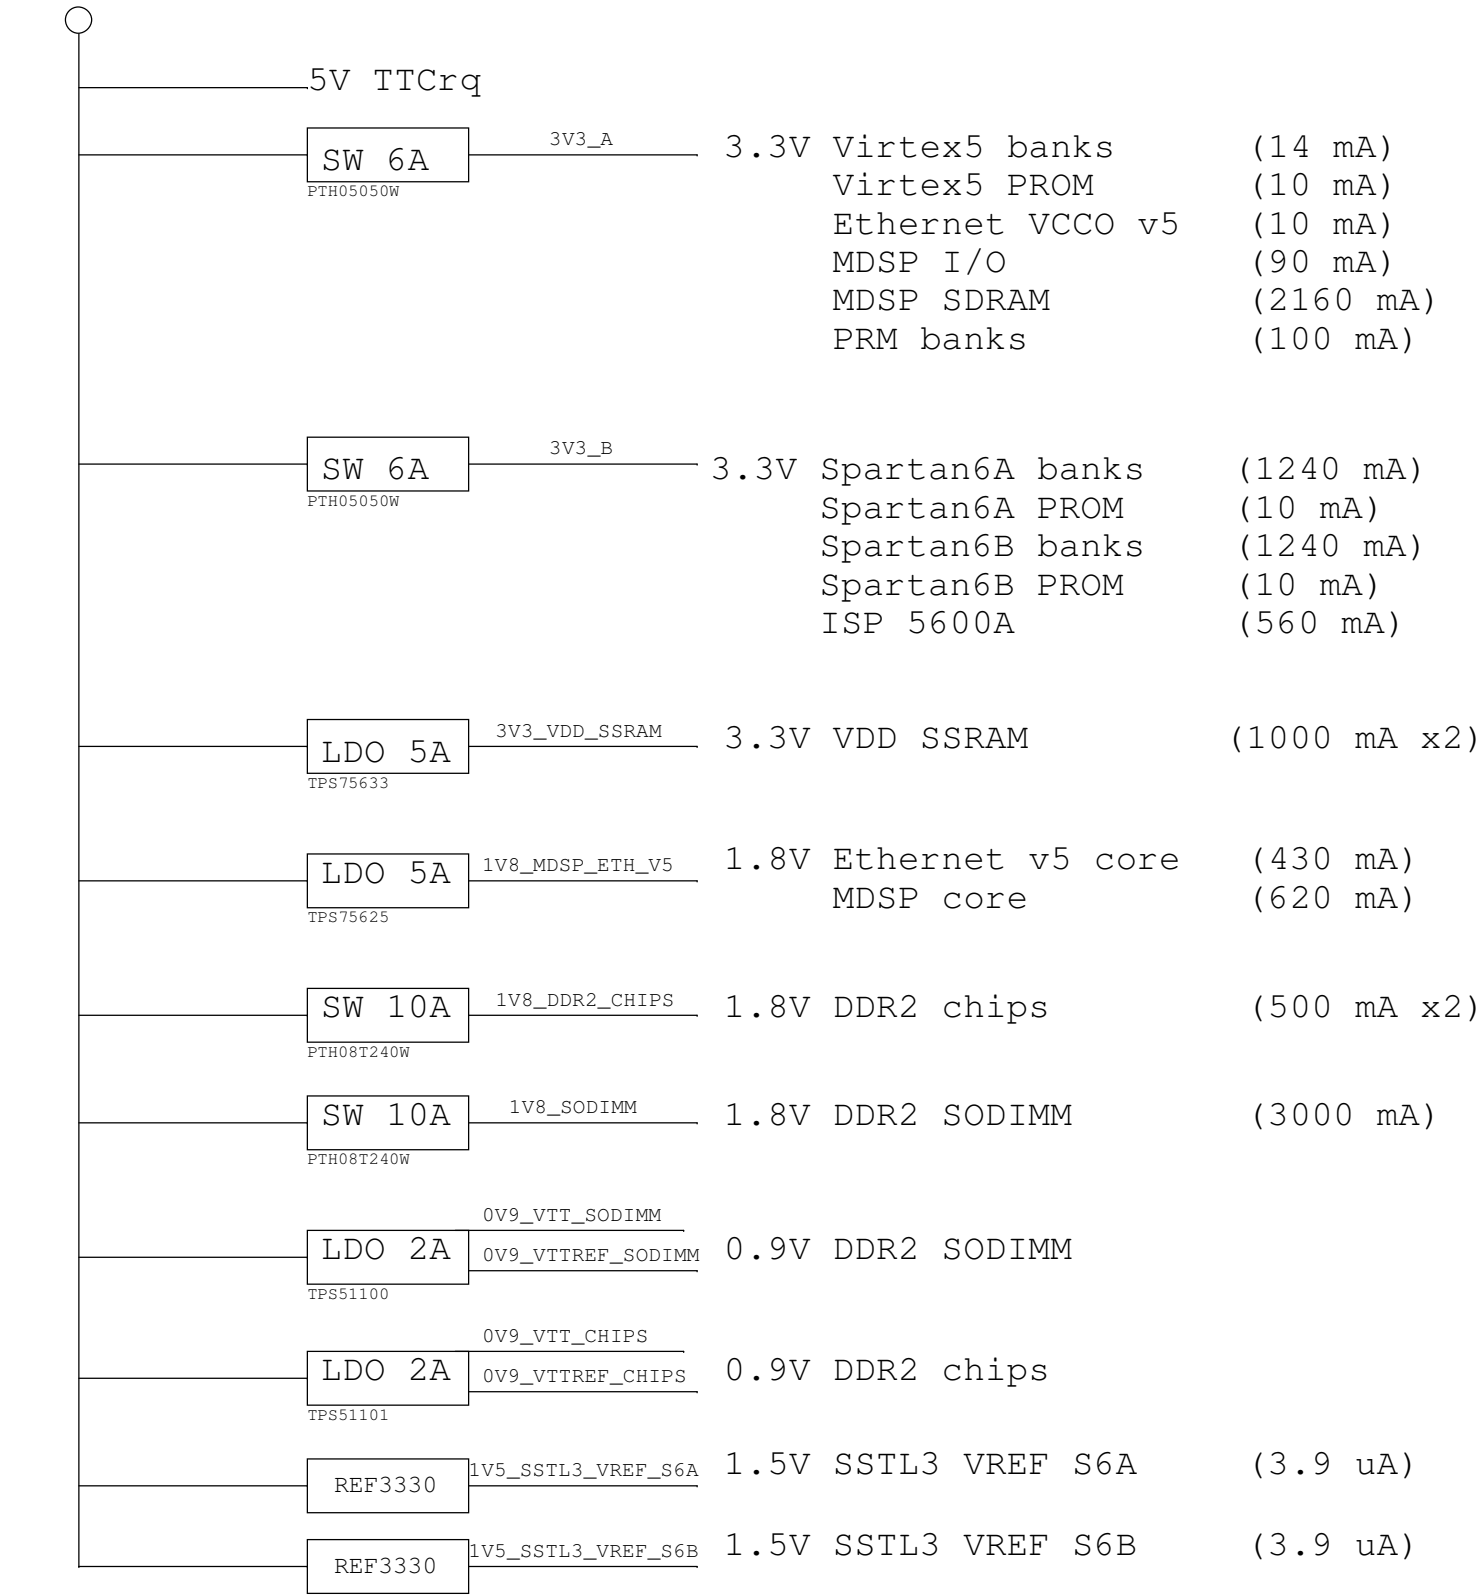 5V TTCrq
SW 6A
PTH05050W
3V3_A
3.3V Virtex5 banks (14 mA)
Virtex5 PROM (10 mA)
Ethernet VCCO v5 (10 mA)
MDSP I/O (90 mA)
MDSP SDRAM (2160 mA)
PRM banks (100 mA)
SW 6A
PTH05050W
3V3_B
3.3V Spartan6A banks (1240 mA)
Spartan6A PROM (10 mA)
Spartan6B banks (1240 mA)
Spartan6B PROM (10 mA)
ISP 5600A (560 mA)
LDO 5A
TPS75633
3V3_VDD_SSRAM
3.3V VDD SSRAM (1000 mA x2)
LDO 5A
TPS75625
1V8_MDSP_ETH_V5
1.8V Ethernet v5 core (430 mA)
MDSP core (620 mA)
SW 10A
PTH08T240W
1V8_DDR2_CHIPS
1.8V DDR2 chips (500 mA x2)
SW 10A
PTH08T240W
1V8_SODIMM
1.8V DDR2 SODIMM (3000 mA)
LDO 2A
TPS51100
0V9_VTT_SODIMM
0V9_VTTREF_SODIMM
0.9V DDR2 SODIMM
LDO 2A
TPS51101
0V9_VTT_CHIPS
0V9_VTTREF_CHIPS
0.9V DDR2 chips
REF3330
1V5_SSTL3_VREF_S6A
1.5V SSTL3 VREF S6A (3.9 uA)
REF3330
1V5_SSTL3_VREF_S6B
1.5V SSTL3 VREF S6B (3.9 uA)